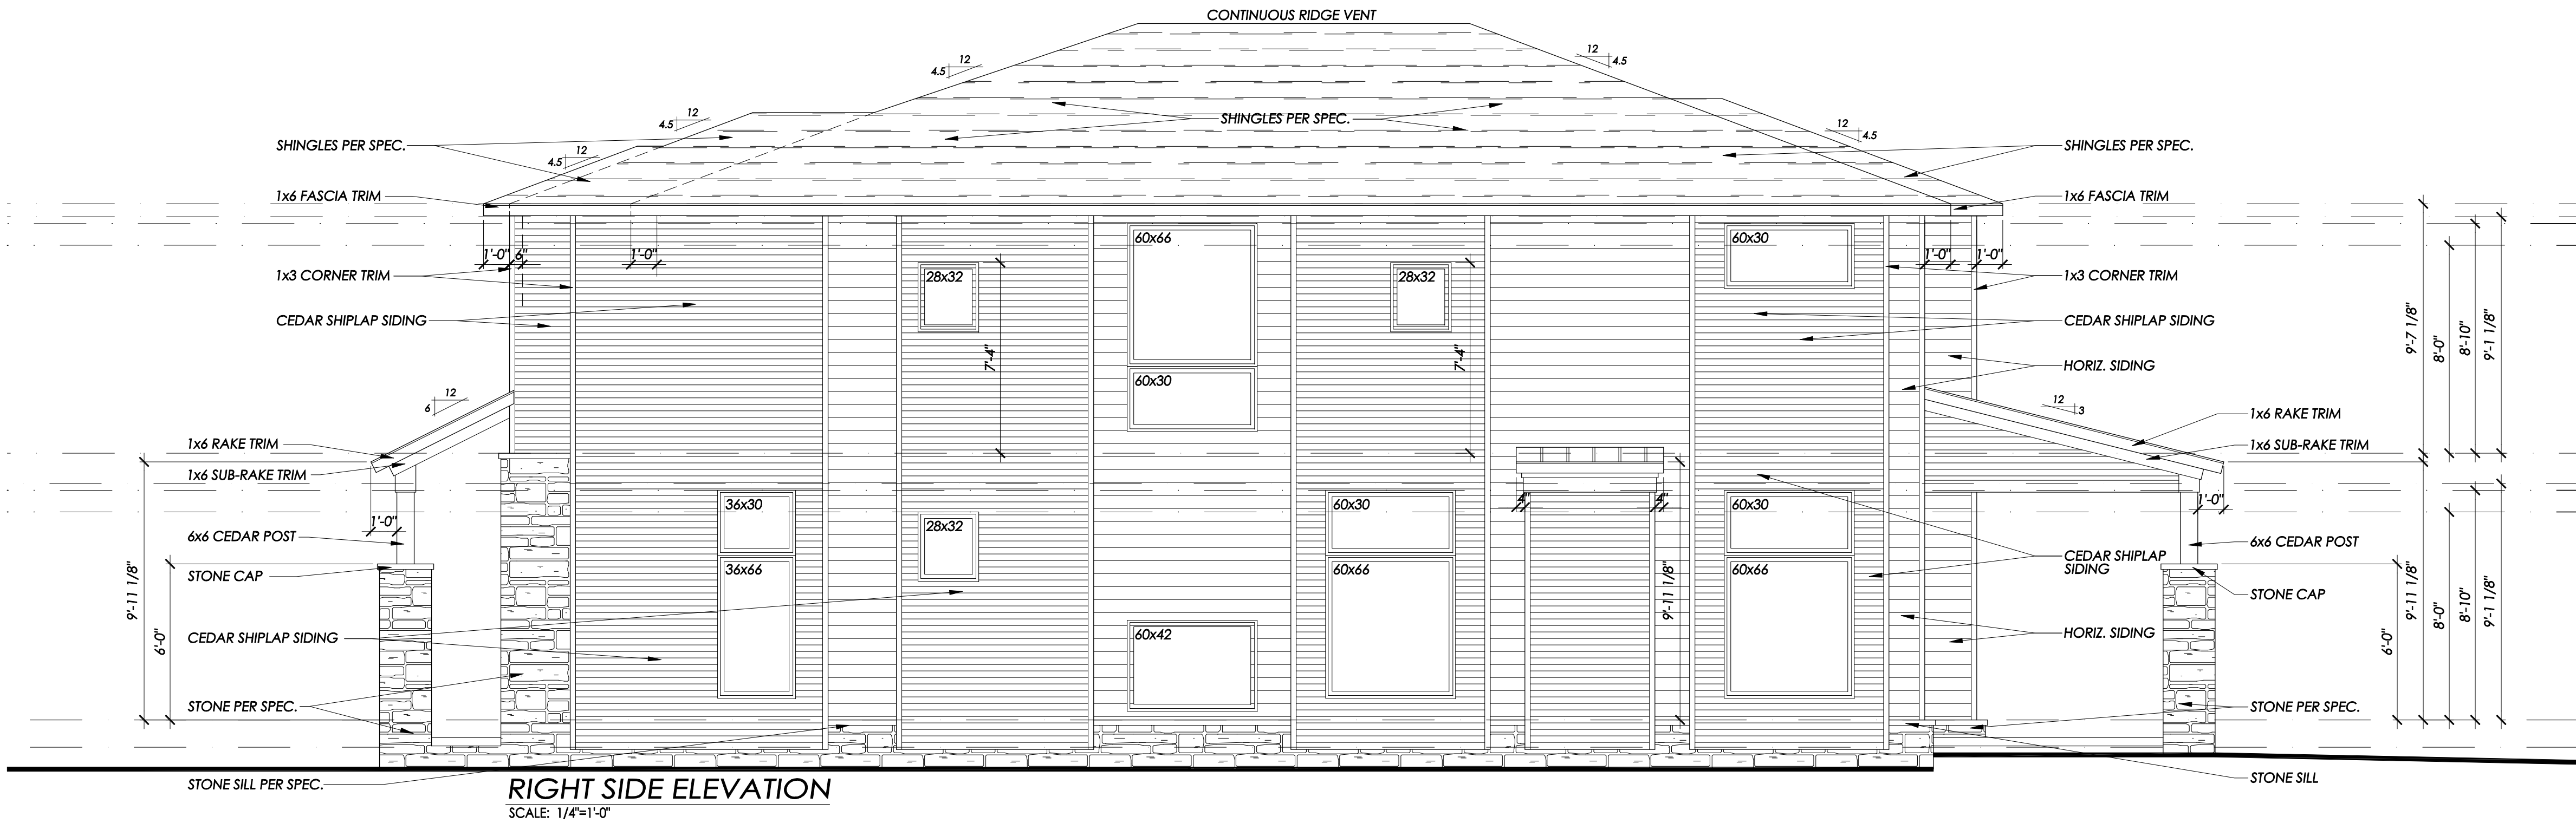 CONTINUOUS RIDGE VENT
12
4.5
12
4.5
12
4.5
12
4.5
12
4.5
SHINGLES PER SPEC.
SHINGLES PER SPEC.
SHINGLES PER SPEC.
1x6 FASCIA TRIM
1x6 FASCIA TRIM
60x66
60x30
1'-0"
6"
1'-0"
1'-0"
1'-0"
1x3 CORNER TRIM
28x32
28x32
1x3 CORNER TRIM
CEDAR SHIPLAP SIDING
CEDAR SHIPLAP SIDING
7'-4"
7'-4"
9'-7 1/8"
8'-0"
8'-10"
9'-1 1/8"
HORIZ. SIDING
60x30
12
6
12
3
1x6 RAKE TRIM
1x6 RAKE TRIM
1x6 SUB-RAKE TRIM
1x6 SUB-RAKE TRIM
36x30
60x30
4"
4"
60x30
1'-0"
1'-0"
28x32
6x6 CEDAR POST
6x6 CEDAR POST
CEDAR SHIPLAP
SIDING
STONE CAP
36x66
60x66
60x66
STONE CAP
9'-11 1/8"
6'-0"
9'-11 1/8"
6'-0"
9'-11 1/8"
8'-0"
8'-10"
9'-1 1/8"
CEDAR SHIPLAP SIDING
60x42
HORIZ. SIDING
STONE PER SPEC.
STONE PER SPEC.
STONE SILL PER SPEC.
STONE SILL
RIGHT SIDE ELEVATION
SCALE: 1/4"=1'-0"